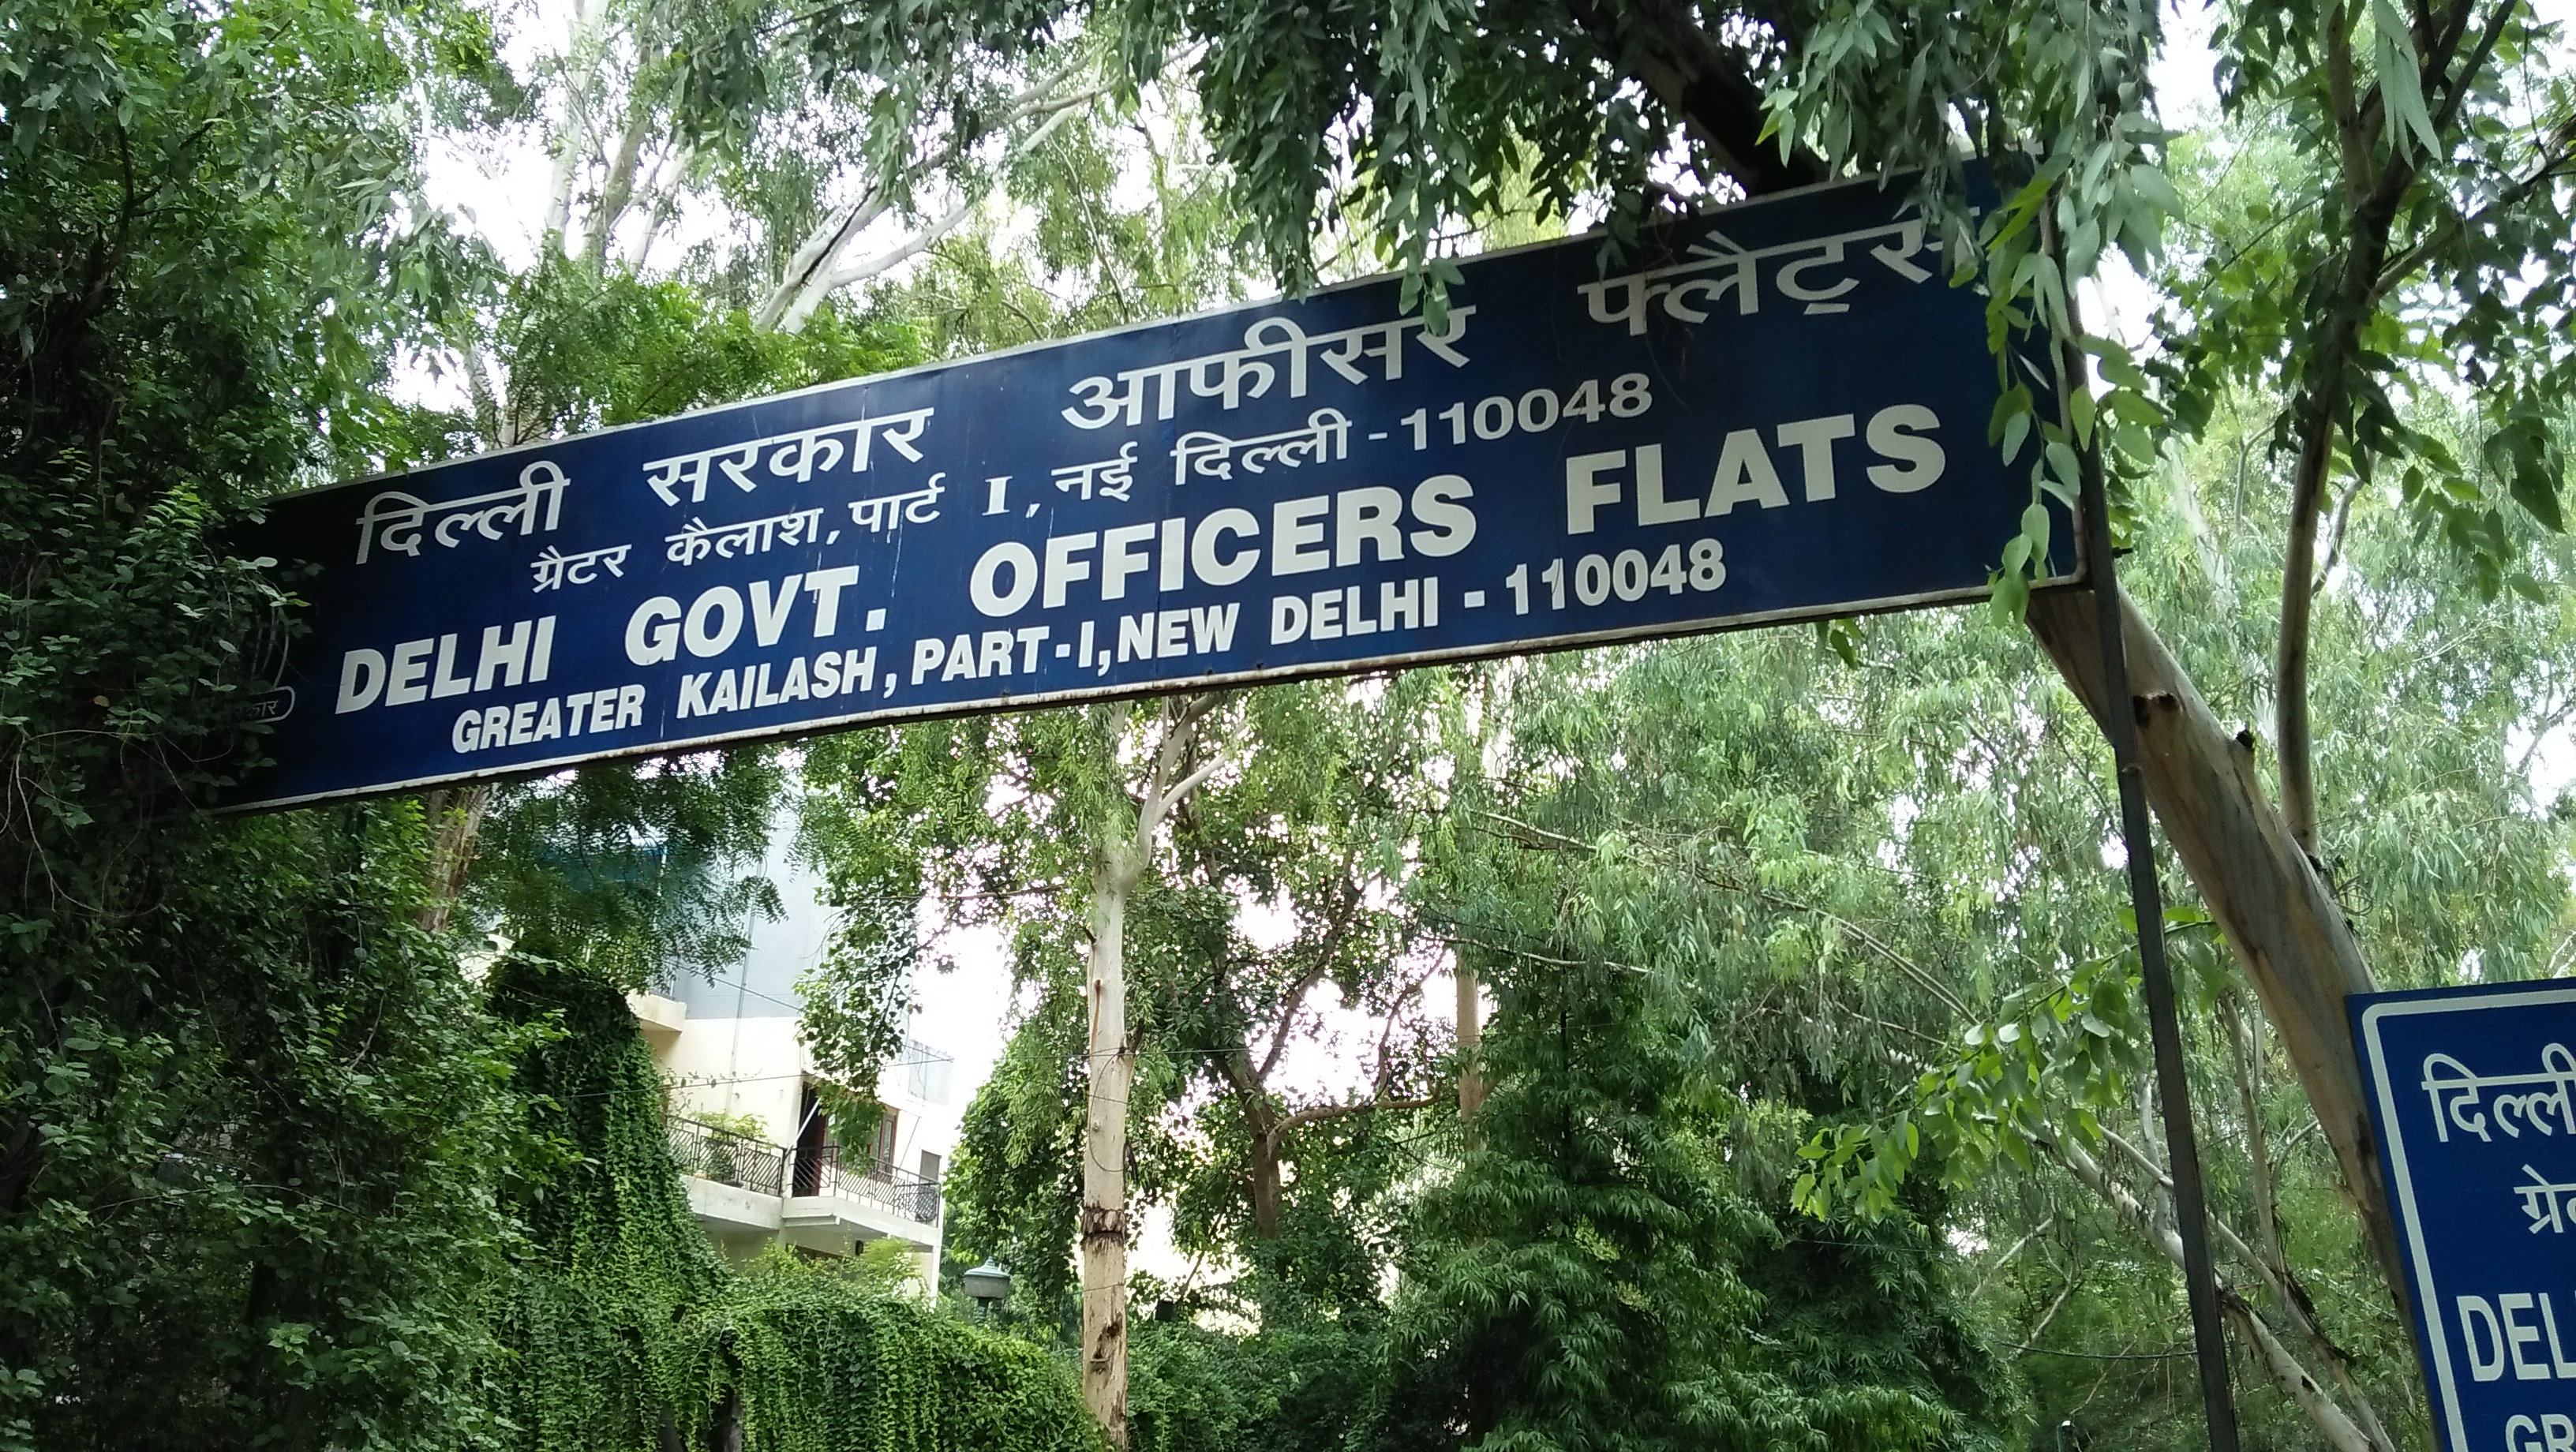 दिल्ली सरकार आफीसर फ्लैट्स
ग्रैटर कैलाश, पार्ट I, नई दिल्ली - 110048
DELHI GOVT. OFFICERS FLATS
GREATER KAILASH, PART-I, NEW DELHI - 110048
दिल्ली